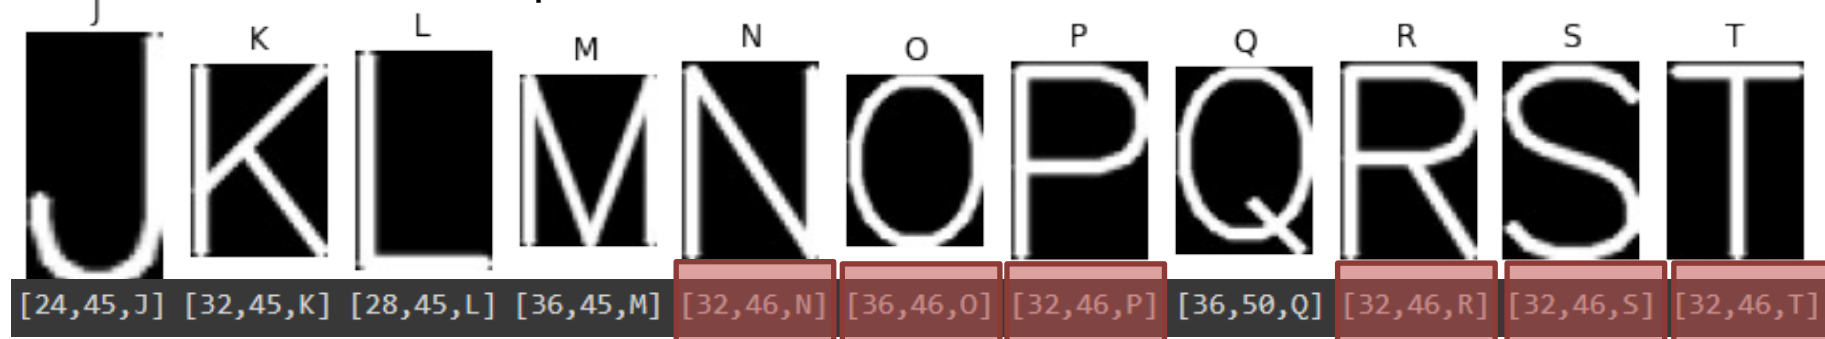 J K L M N O P Q R S T
J K L M N O P Q R S T
[24,45,J] [32,45,K] [28,45,L] [36,45,M] [32,46,N] [36,46,O] [32,46,P] [36,50,Q] [32,46,R] [32,46,S] [32,46,T]